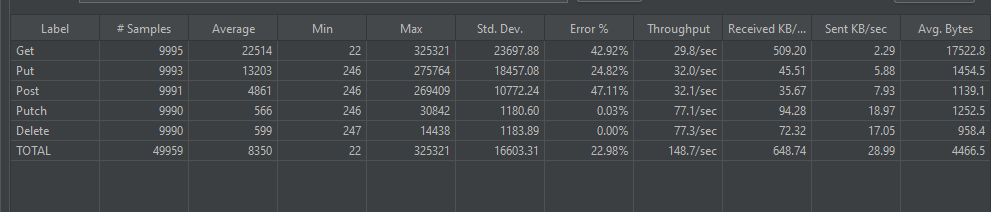 Label # Samples Average Min Max Std. Dev. Error % Throughput Received KB/... Sent KB/sec Avg. Bytes
Get 9995 22514 22 325321 23697.88 42.92% 29.8/sec 509.20 2.29 17522.8
Put 9993 13203 246 275764 18457.08 24.82% 32.0/sec 45.51 5.88 1454.5
Post 9991 4861 246 269409 10772.24 47.11% 32.1/sec 35.67 7.93 1139.1
Putch 9990 566 246 30842 1180.60 0.03% 77.1/sec 94.28 18.97 1252.5
Delete 9990 599 247 14438 1183.89 0.00% 77.3/sec 72.32 17.05 958.4
TOTAL 49959 8350 22 325321 16603.31 22.98% 148.7/sec 648.74 28.99 4466.5